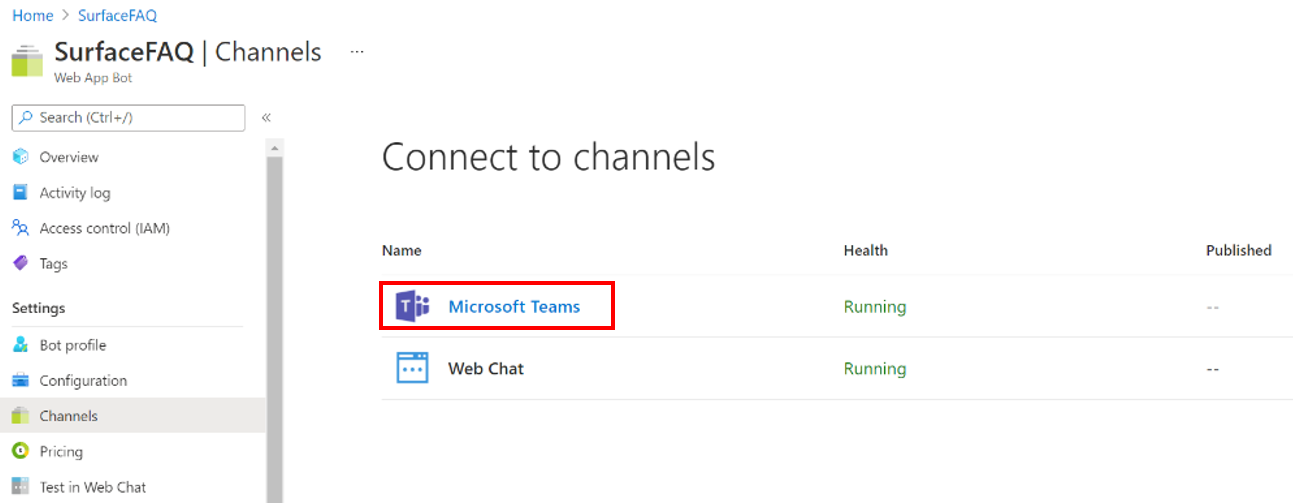 Home > SurfaceFAQ
SurfaceFAQ | Channels ...
Web App Bot
Search (Ctrl+/) «
Overview
Activity log
Access control (IAM)
Tags
Settings
Bot profile
Configuration
Channels
Pricing
Test in Web Chat
Connect to channels
Name Health Published
T Microsoft Teams Running --
Web Chat Running --